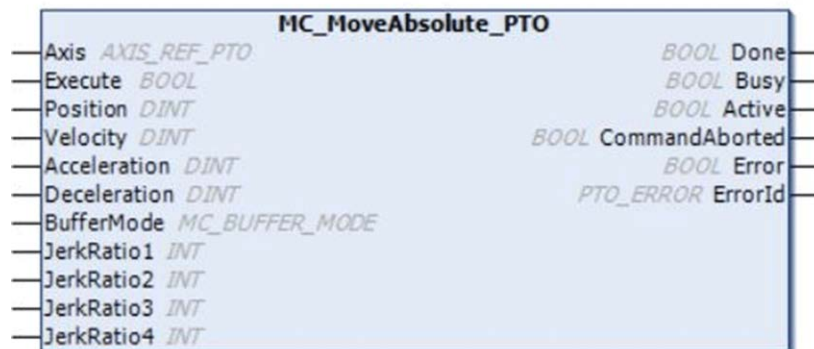 MC_MoveAbsolute_PTO
Axis AXIS_REF_PTO BOOL Done
Execute BOOL BOOL Busy
Position DINT BOOL Active
Velocity DINT BOOL CommandAborted
Acceleration DINT BOOL Error
Deceleration DINT PTO_ERROR ErrorId
BufferMode MC_BUFFER_MODE
JerkRatio1 INT
JerkRatio2 INT
JerkRatio3 INT
JerkRatio4 INT